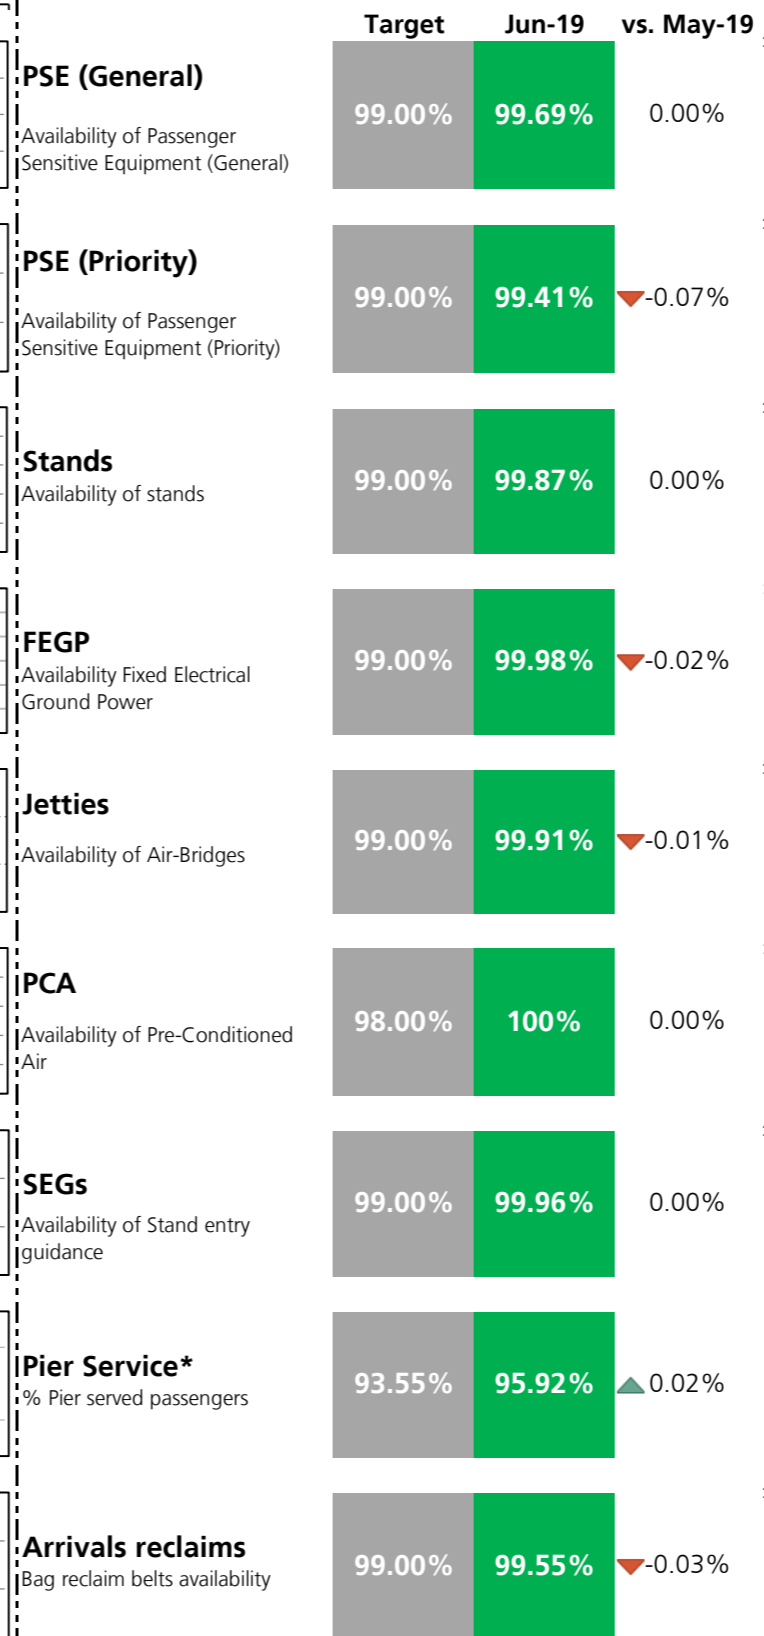 Target Jun-19 vs. May-19
PSE (General)
Availability of Passenger
Sensitive Equipment (General)
99.00% 99.69% 0.00%
PSE (Priority)
Availability of Passenger
Sensitive Equipment (Priority)
99.00% 99.41% -0.07%
Stands
Availability of stands
99.00% 99.87% 0.00%
FEGP
Availability Fixed Electrical
Ground Power
99.00% 99.98% -0.02%
Jetties
Availability of Air-Bridges
99.00% 99.91% -0.01%
PCA
Availability of Pre-Conditioned
Air
98.00% 100% 0.00%
SEGs
Availability of Stand entry
guidance
99.00% 99.96% 0.00%
Pier Service*
% Pier served passengers
93.55% 95.92% 0.02%
Arrivals reclaims
Bag reclaim belts availability
99.00% 99.55% -0.03%